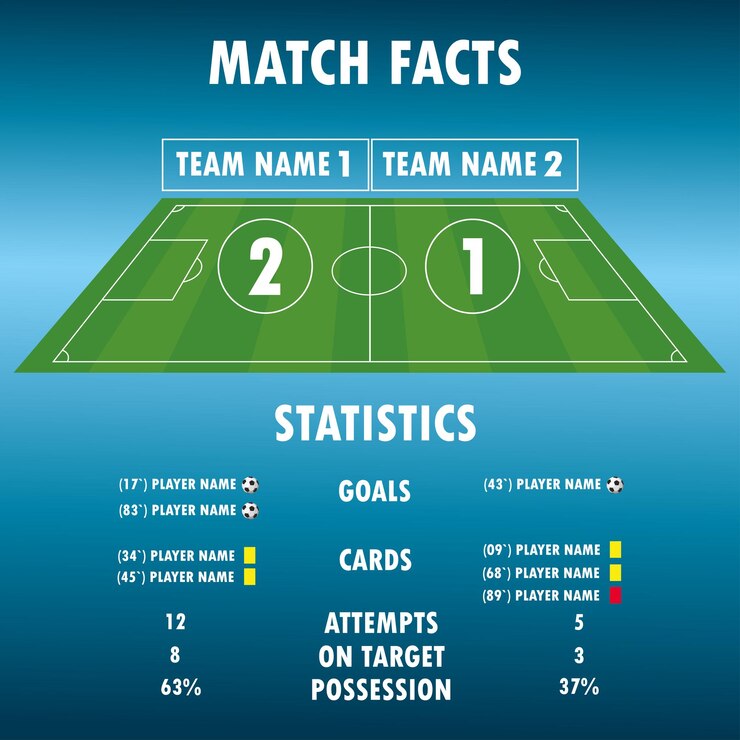 MATCH FACTS
TEAM NAME 1 TEAM NAME 2
2 1
STATISTICS
(17`) PLAYER NAME GOALS (43`) PLAYER NAME
(83`) PLAYER NAME
(34`) PLAYER NAME CARDS (09`) PLAYER NAME
(45`) PLAYER NAME (68`) PLAYER NAME
(89`) PLAYER NAME
12 ATTEMPTS 5
8 ON TARGET 3
63% POSSESSION 37%